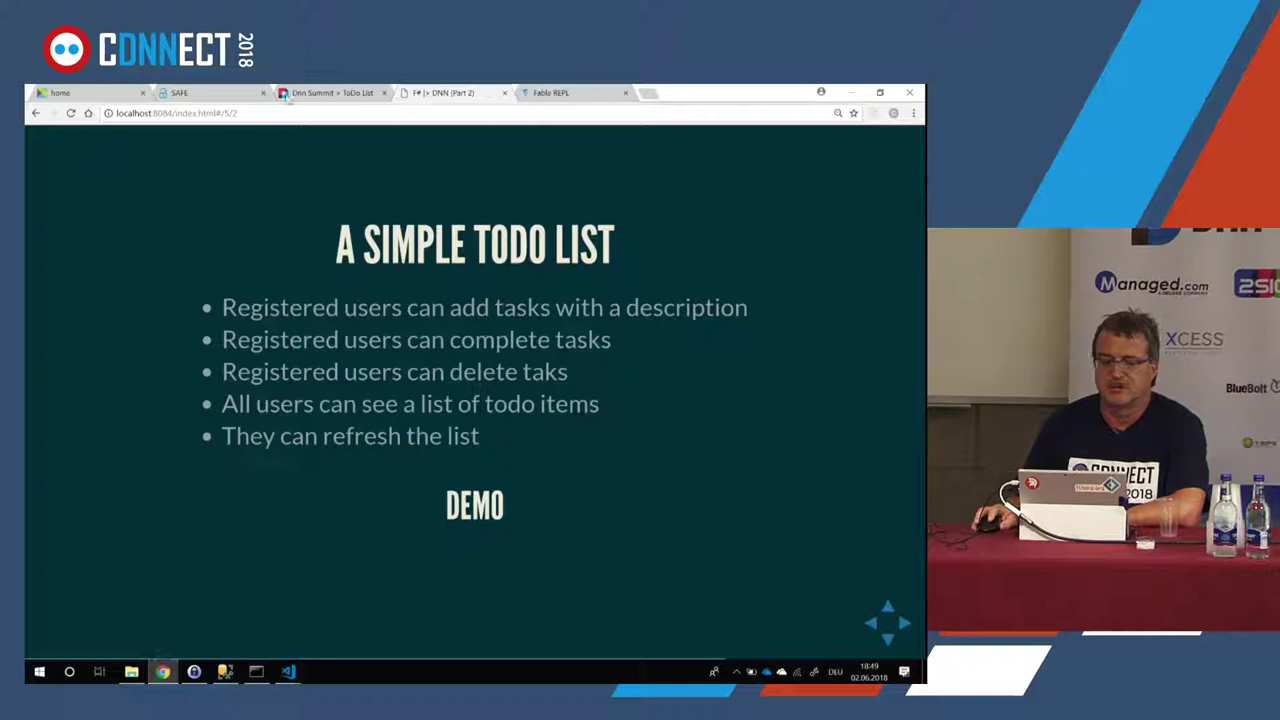 CDNNECT 2018
home
SAFE
Dnn Summit > ToDo List
F# |> DNN (Part 2)
Fable REPL
localhost:8084/index.html#/5/2
A SIMPLE TODO LIST
Registered users can add tasks with a description
Registered users can complete tasks
Registered users can delete taks
All users can see a list of todo items
They can refresh the list
DEMO
DEU
18:49
02.06.2018
Managed.com
2SIC
XCESS
BlueBolt
CONNECT
2018